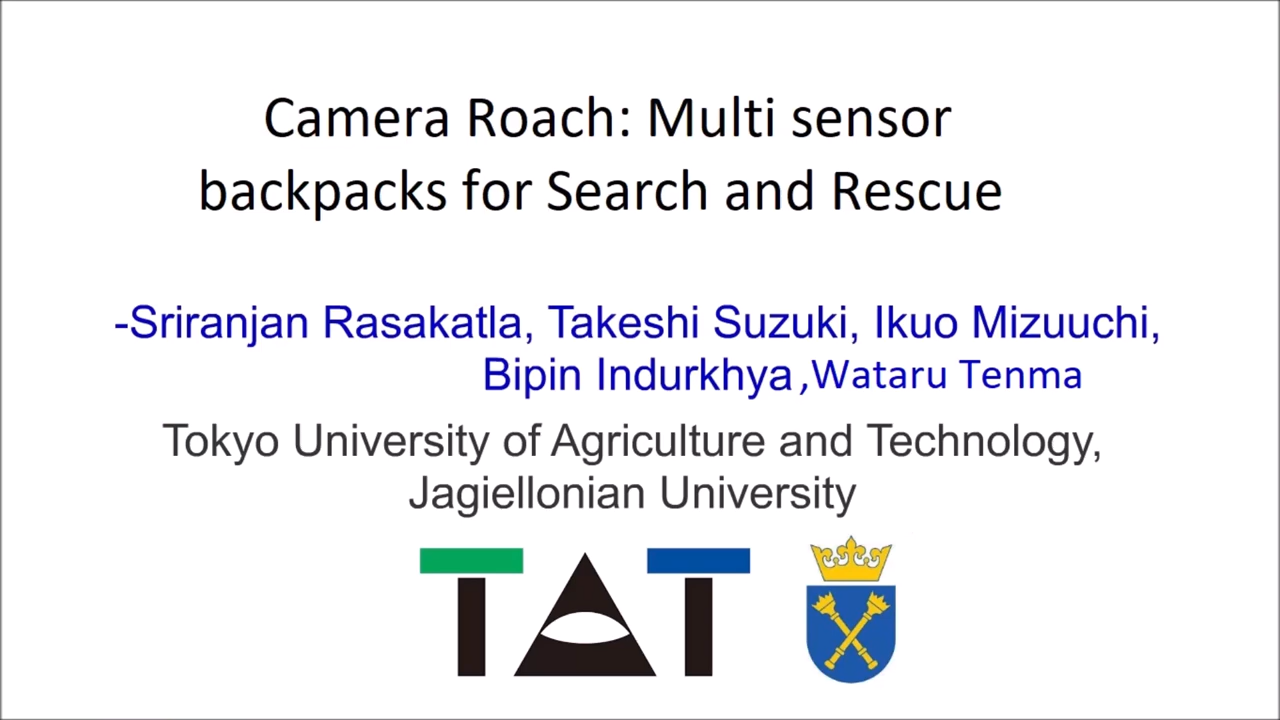 Camera Roach: Multi sensor
backpacks for Search and Rescue
-Sriranjan Rasakatla, Takeshi Suzuki, Ikuo Mizuuchi,
Bipin Indurkhya ,Wataru Tenma
Tokyo University of Agriculture and Technology,
Jagiellonian University
TAT